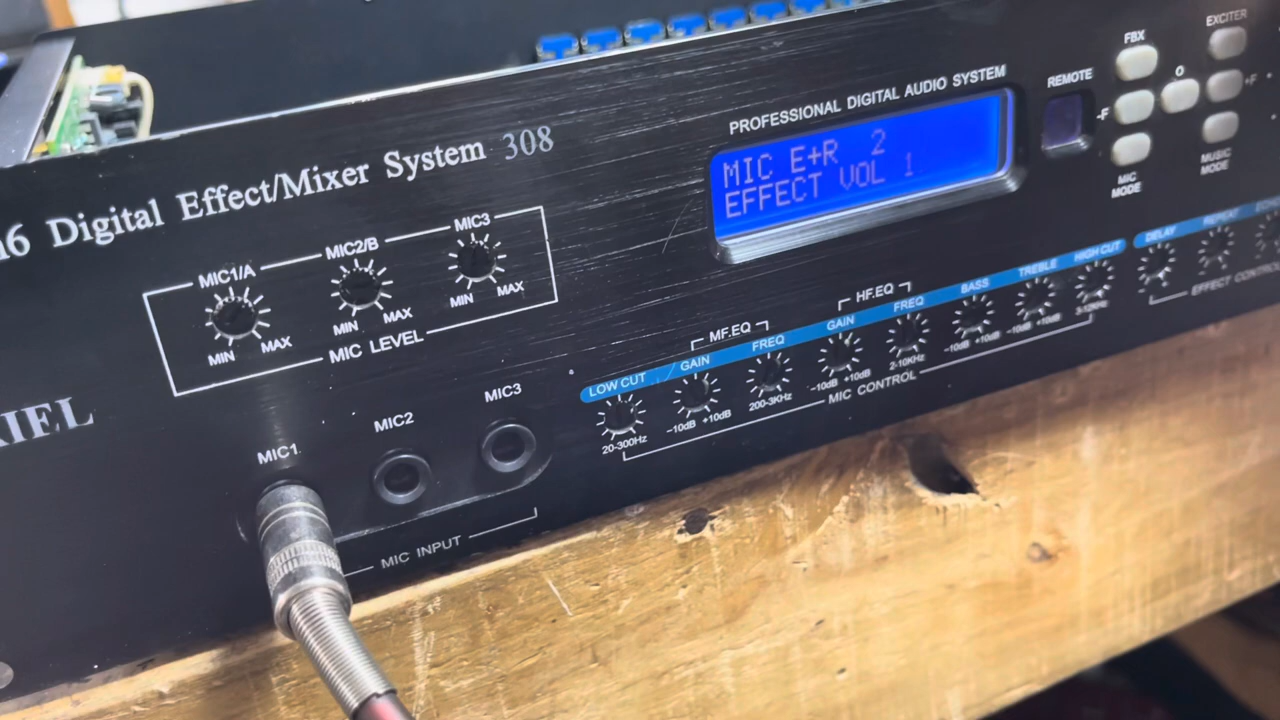 Digital Effect/Mixer System 308
PROFESSIONAL DIGITAL AUDIO SYSTEM
MIC E+R 2
EFFECT VOL 1
REMOTE
FBX
EXCITER
O
-F
+F
MIC MODE
MUSIC MODE
MIC1/A
MIC2/B
MIC3
MIN MAX
MIN MAX
MIN MAX
MIC LEVEL
MIC1
MIC2
MIC3
MIC INPUT
MF.EQ
HF.EQ
LOW CUT
GAIN
FREQ
GAIN
FREQ
BASS
TREBLE
HIGH CUT
DELAY
REPEAT
20-300Hz
-10dB +10dB
200-3KHz
-10dB +10dB
2-10KHz
-10dB +10dB
-10dB +10dB
MIC CONTROL